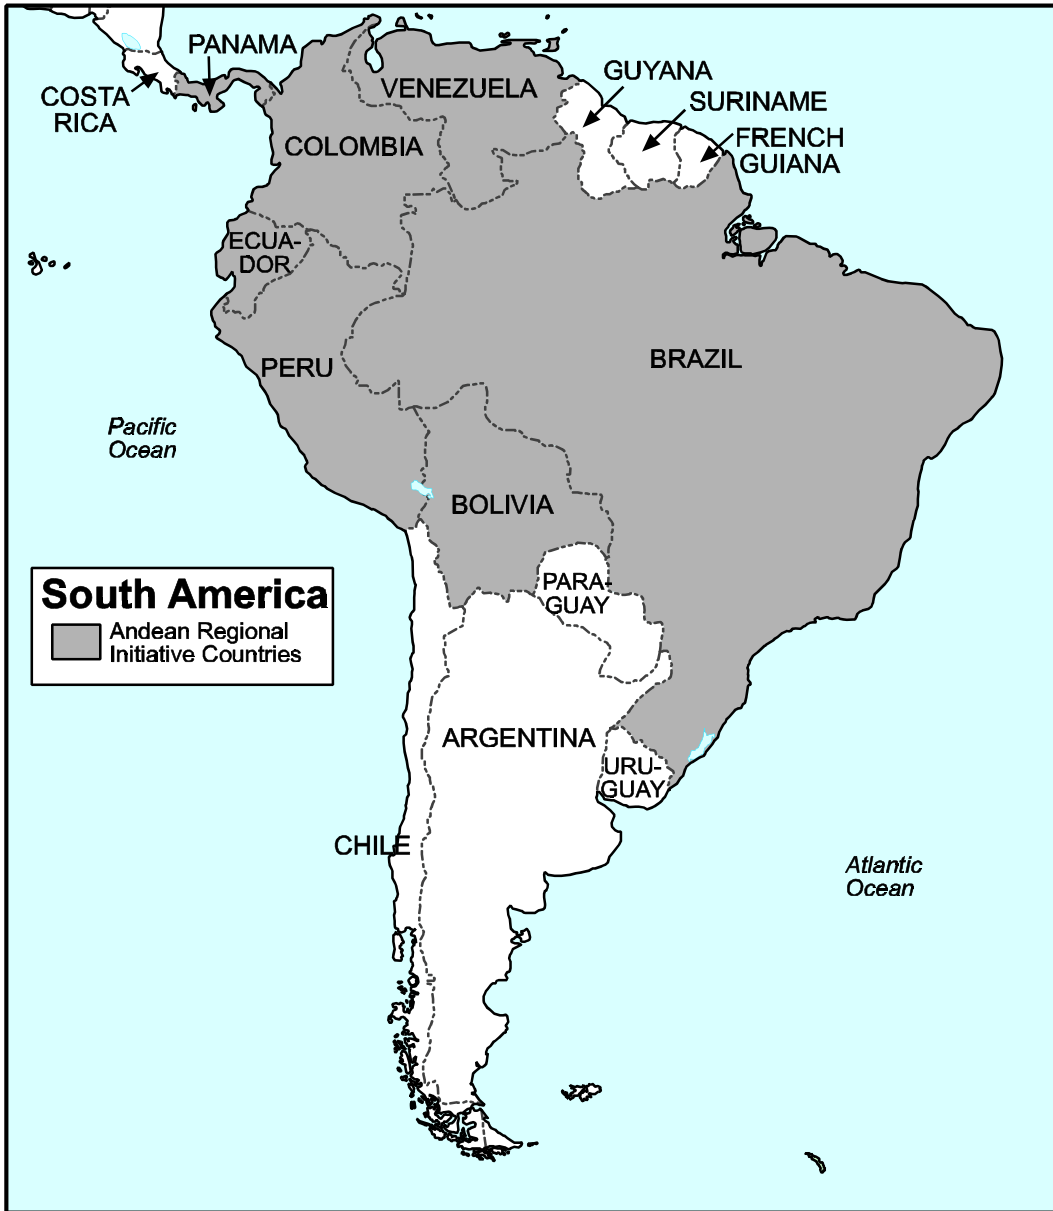 PANAMA
COSTA
RICA
VENEZUELA
GUYANA
SURINAME
FRENCH
GUIANA
COLOMBIA
ECUA-
DOR
PERU
BRAZIL
Pacific
Ocean
BOLIVIA
PARA-
GUAY
South America
Andean Regional
Initiative Countries
ARGENTINA
URU-
GUAY
CHILE
Atlantic
Ocean